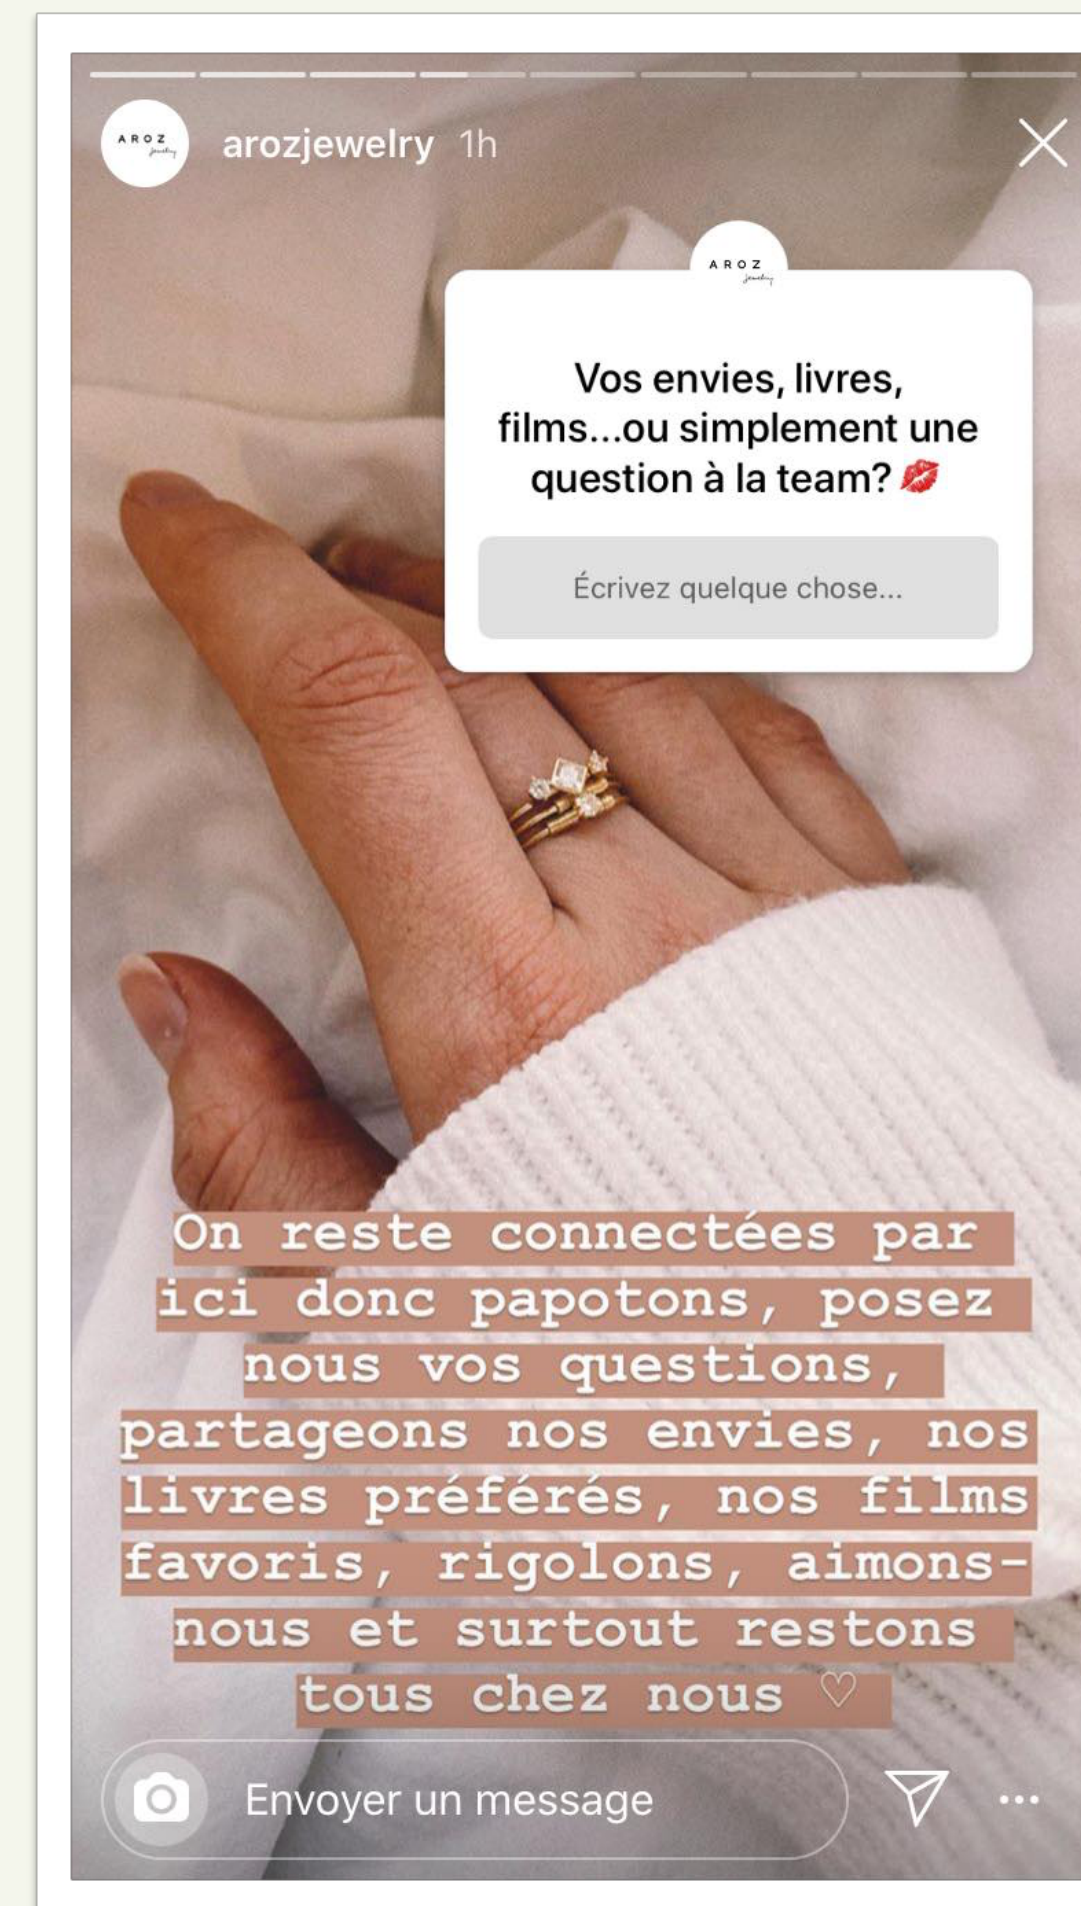 AROZ
jewelry
arozjewelry 1h
AROZ
jewelry
Vos envies, livres,
films...ou simplement une
question à la team? 💋
Écrivez quelque chose...
On reste connectées par
ici donc papotons, posez
nous vos questions,
partageons nos envies, nos
livres préférés, nos films
favoris, rigolons, aimons-
nous et surtout restons
tous chez nous ♡
Envoyer un message